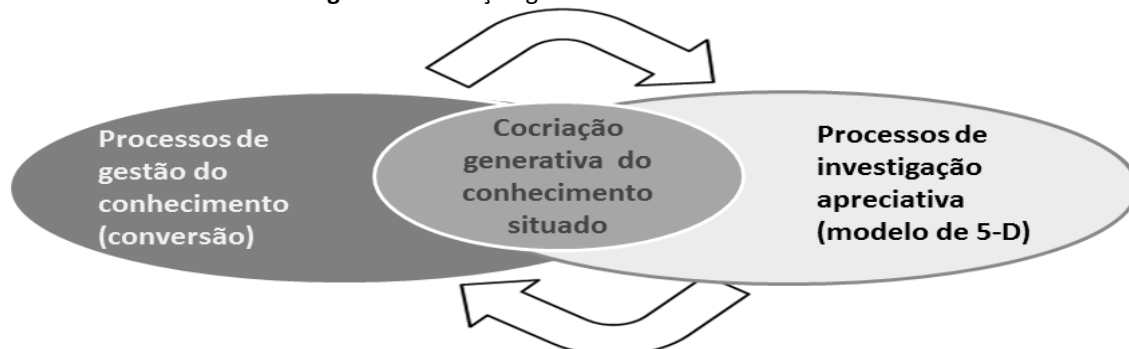 Processos de
gestão do
conhecimento
(conversão)
Cocriação
generativa do
conhecimento
situado
Processos de
investigação
apreciativa
(modelo de 5-D)